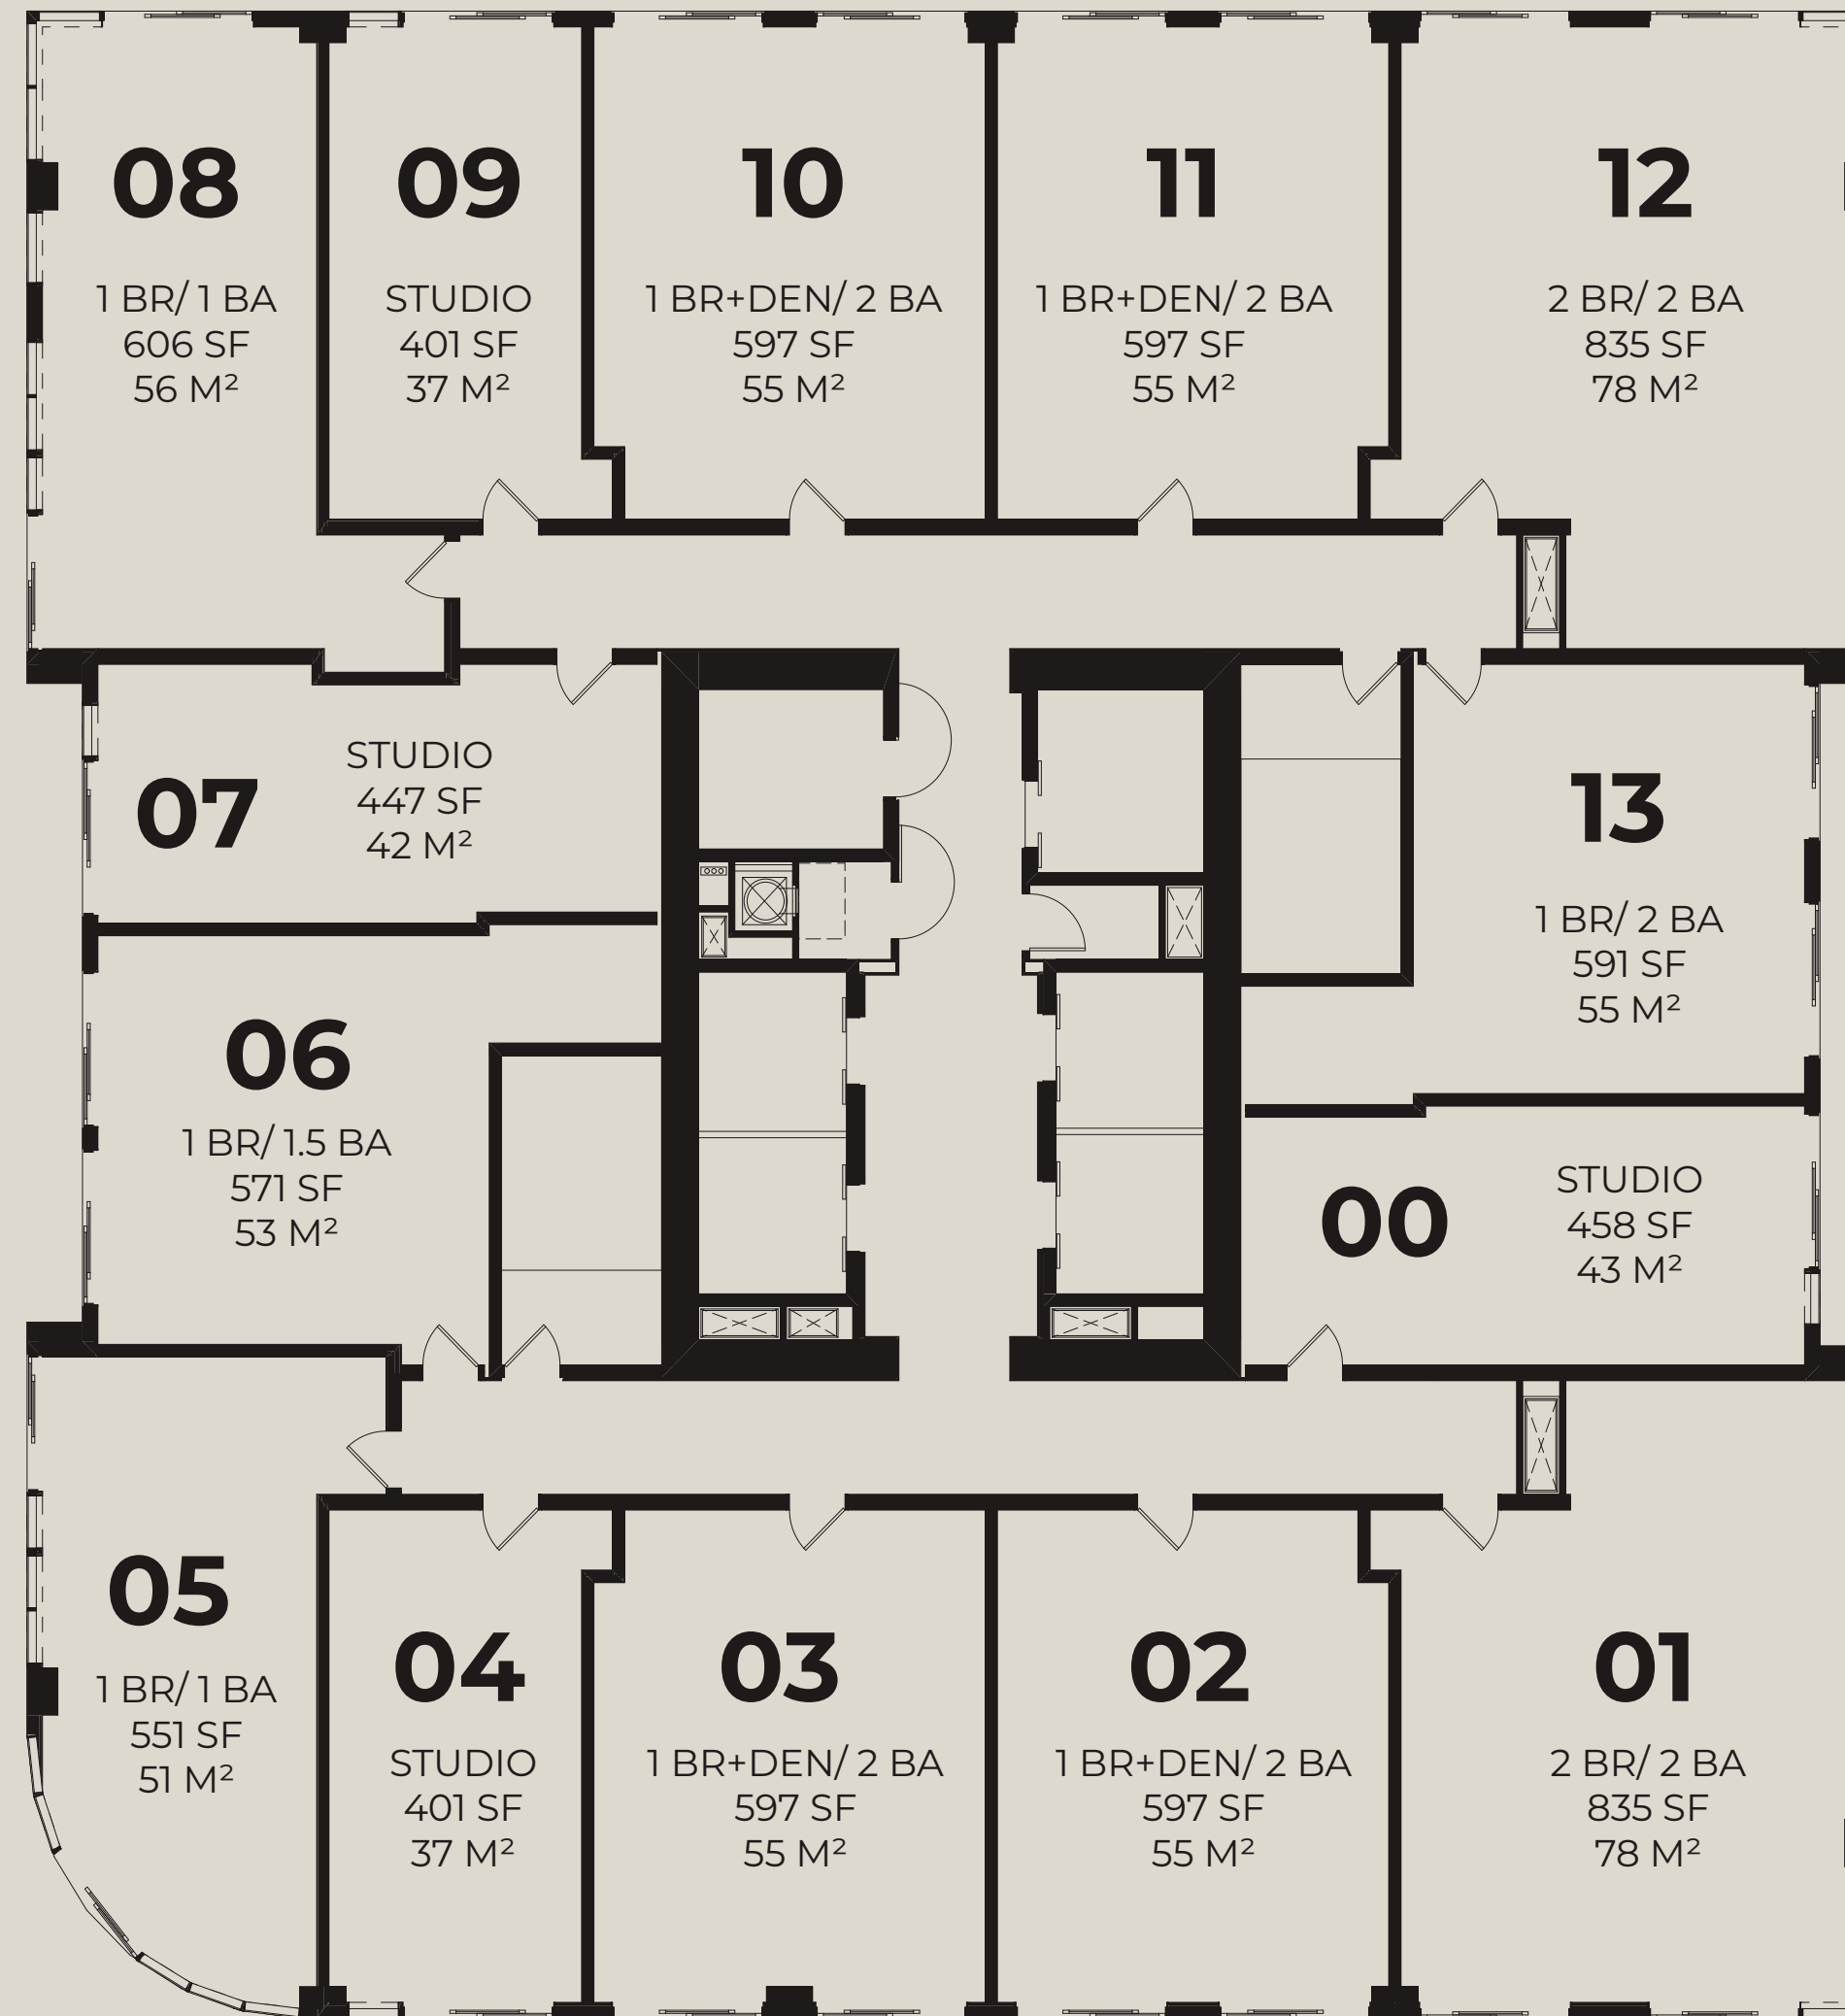 08
1 BR/ 1 BA
606 SF
56 M²
09
STUDIO
401 SF
37 M²
10
1 BR+DEN/ 2 BA
597 SF
55 M²
11
1 BR+DEN/ 2 BA
597 SF
55 M²
12
2 BR/ 2 BA
835 SF
78 M²
07
STUDIO
447 SF
42 M²
13
1 BR/ 2 BA
591 SF
55 M²
06
1 BR/ 1.5 BA
571 SF
53 M²
00
STUDIO
458 SF
43 M²
05
1 BR/ 1 BA
551 SF
51 M²
04
STUDIO
401 SF
37 M²
03
1 BR+DEN/ 2 BA
597 SF
55 M²
02
1 BR+DEN/ 2 BA
597 SF
55 M²
01
2 BR/ 2 BA
835 SF
78 M²